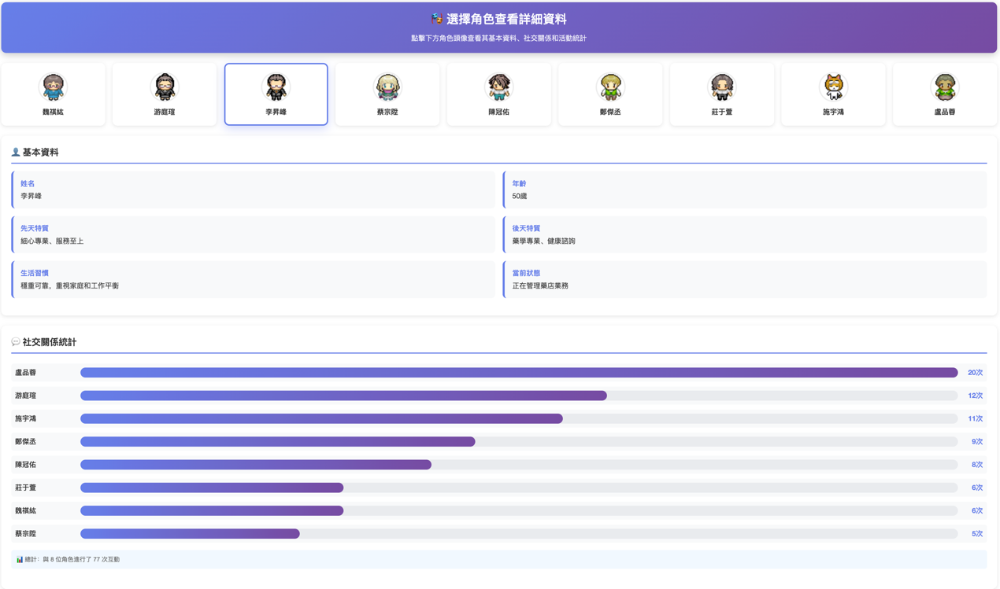 選擇角色查看詳細資料
點擊下方角色頭像查看其基本資料、社交關係和活動統計
魏祺紘
游庭瑄
李昇峰
蔡宗陞
陳冠佑
鄭傑丞
莊于萱
施宇鴻
盧品蓉
基本資料
姓名
李昇峰
年齡
50歲
先天特質
細心專業、服務至上
後天特質
藥學專業、健康諮詢
生活習慣
穩重可靠，重視家庭和工作平衡
當前狀態
正在管理藥店業務
社交關係統計
盧品蓉 20次
游庭瑄 12次
施宇鴻 11次
鄭傑丞 9次
陳冠佑 8次
莊于萱 6次
魏祺紘 6次
蔡宗陞 5次
總計：與 8 位角色進行了 77 次互動